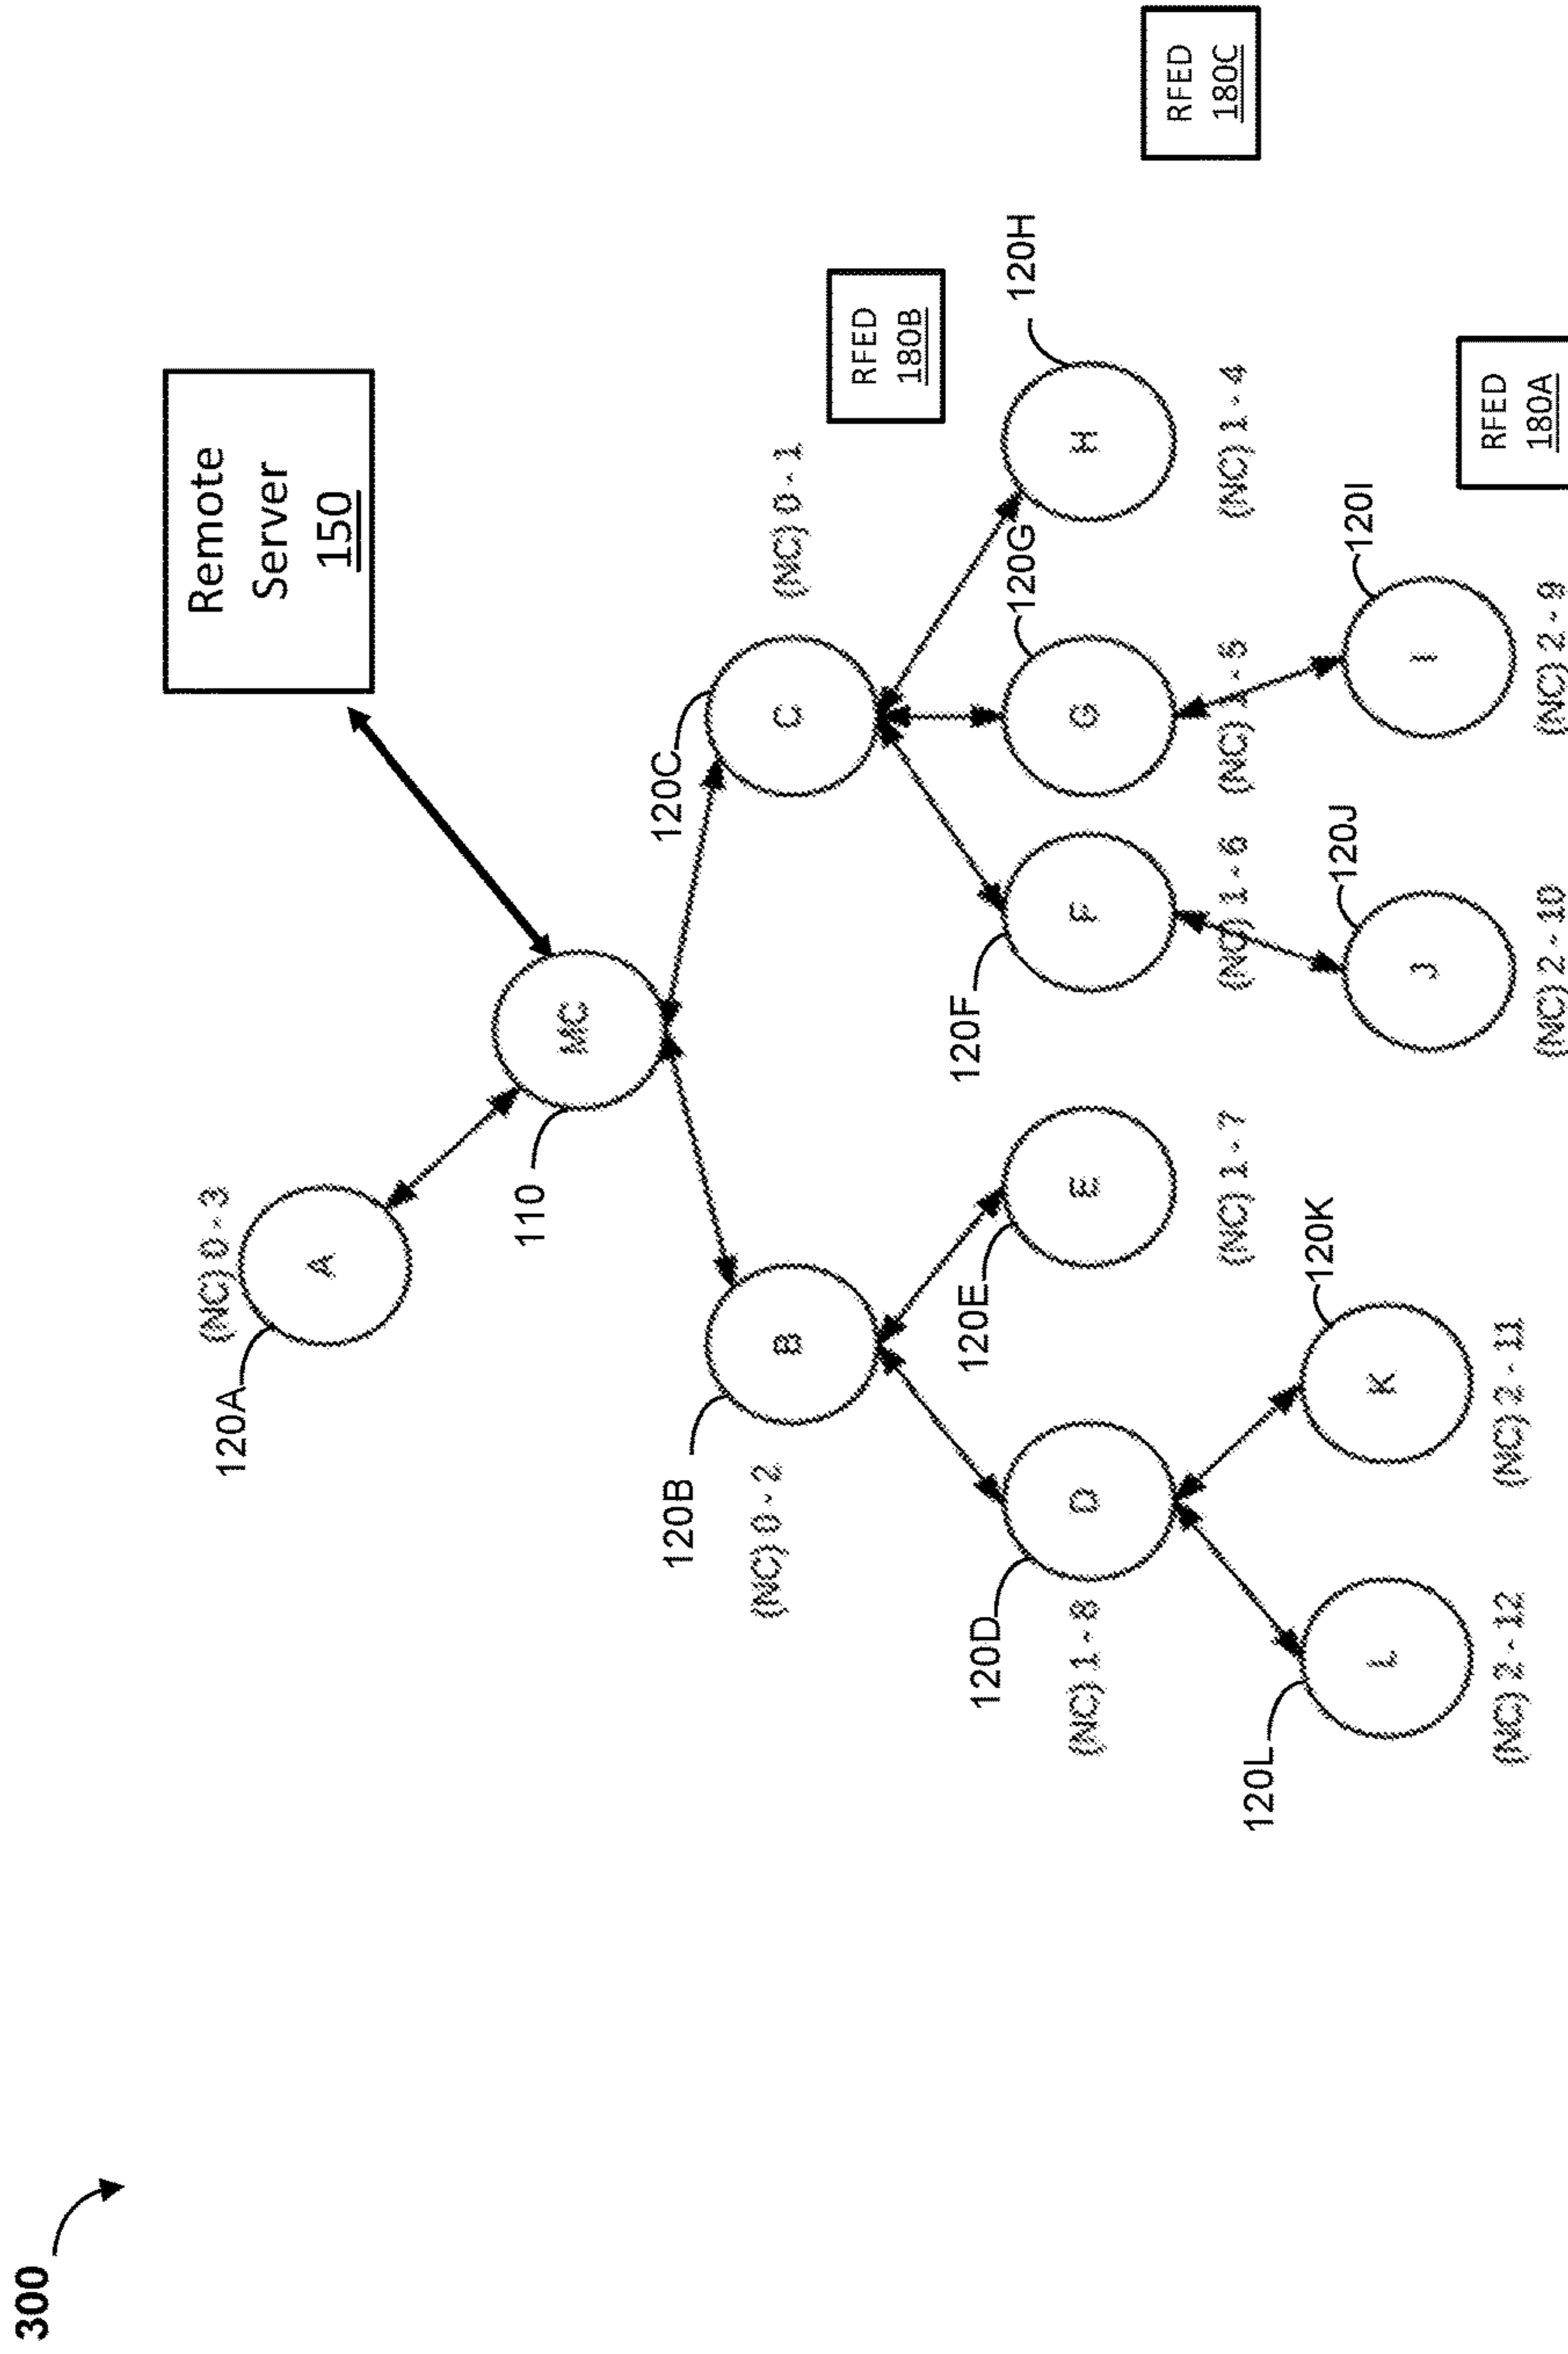 300
Remote
Server
150
(NC) 0 - 3
A
120A
MC
110
120C
C
(NC) 0 - 1
120B
B
(NC) 0 - 2
RFED
180B
120H
H
(NC) 1 - 4
120G
G
(NC) 1 - 5
120F
F
(NC) 1 - 6
120E
E
(NC) 1 - 7
120D
D
(NC) 1 - 8
RFED
180C
120I
I
(NC) 2 - 9
120J
J
(NC) 2 - 10
120K
K
(NC) 2 - 11
120L
L
(NC) 2 - 12
RFED
180A